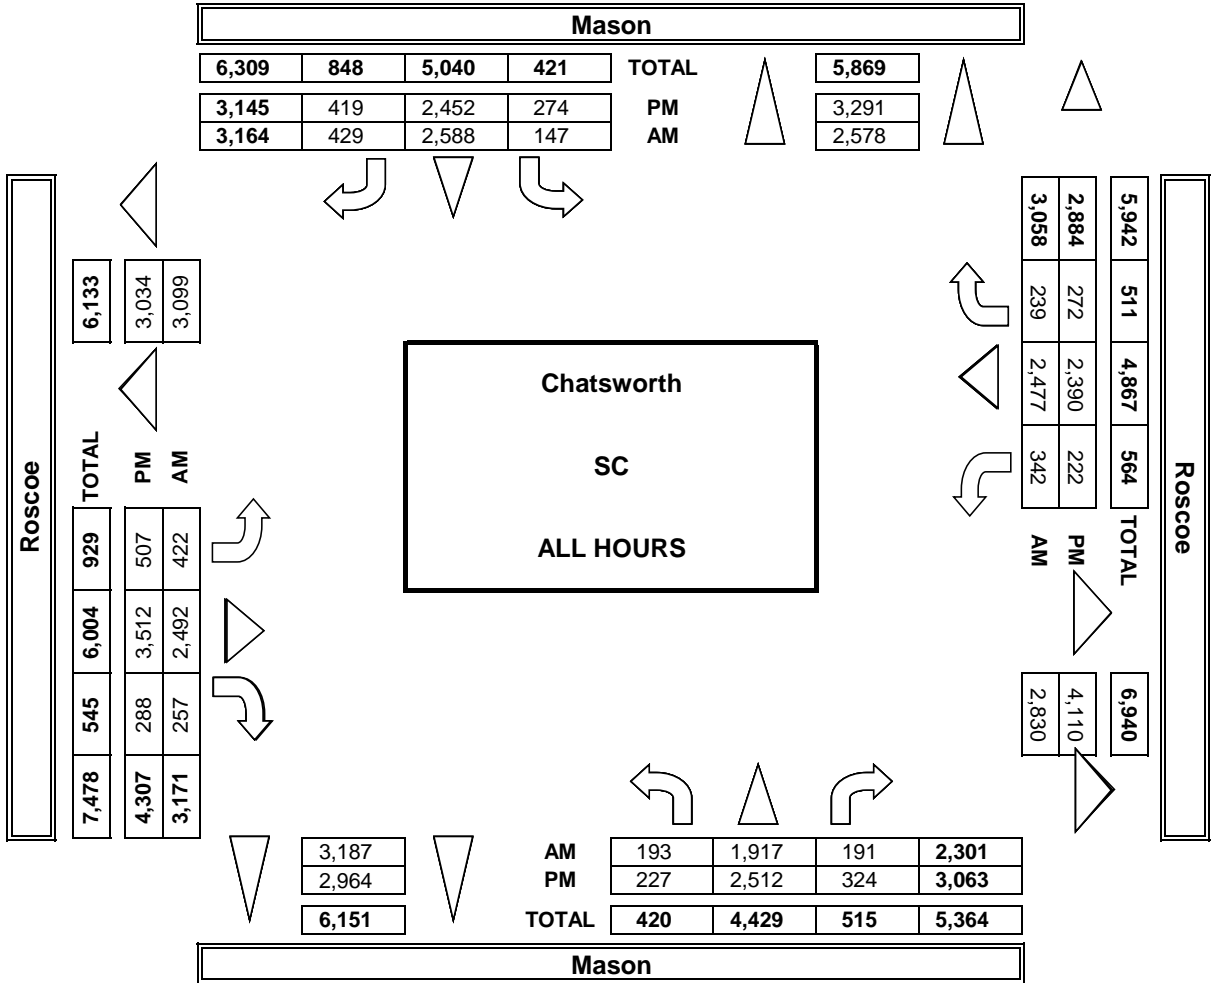 Mason
6,309 848 5,040 421 TOTAL 5,869
3,145 419 2,452 274 PM 3,291
3,164 429 2,588 147 AM 2,578
Roscoe
6,133
3,034
3,099
TOTAL
PM
AM
929 6,004 545 7,478
507 3,512 288 4,307
422 2,492 257 3,171
Chatsworth
SC
ALL HOURS
5,942 511 4,867 564 TOTAL
2,884 272 2,390 222 PM
3,058 239 2,477 342 AM
6,940
4,110
2,830
Roscoe
3,187 AM 193 1,917 191 2,301
2,964 PM 227 2,512 324 3,063
6,151 TOTAL 420 4,429 515 5,364
Mason